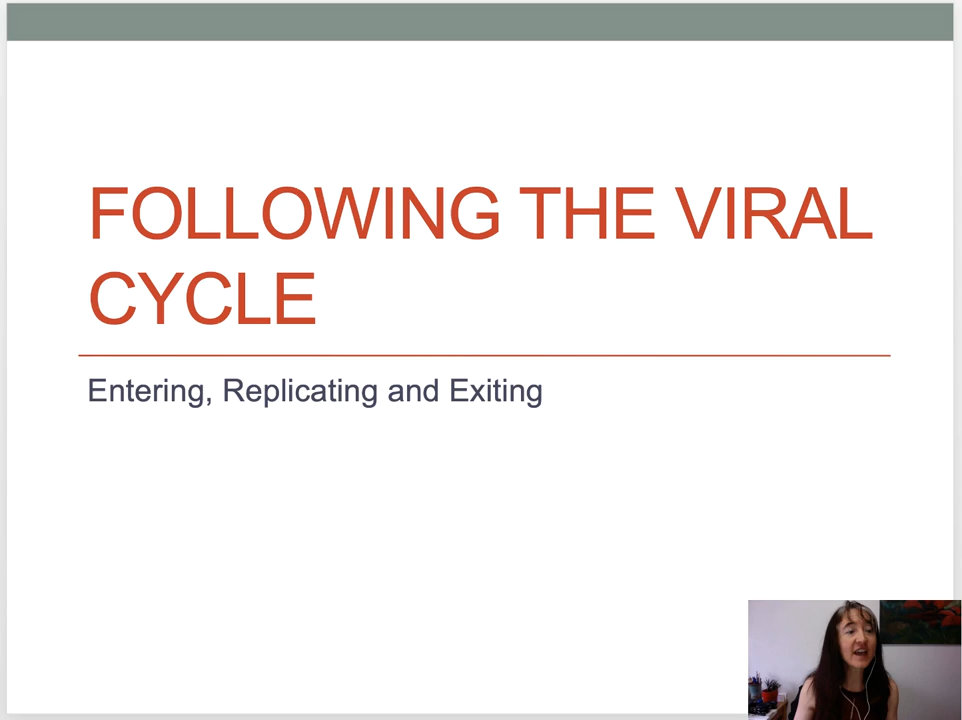 FOLLOWING THE VIRAL
CYCLE
Entering, Replicating and Exiting